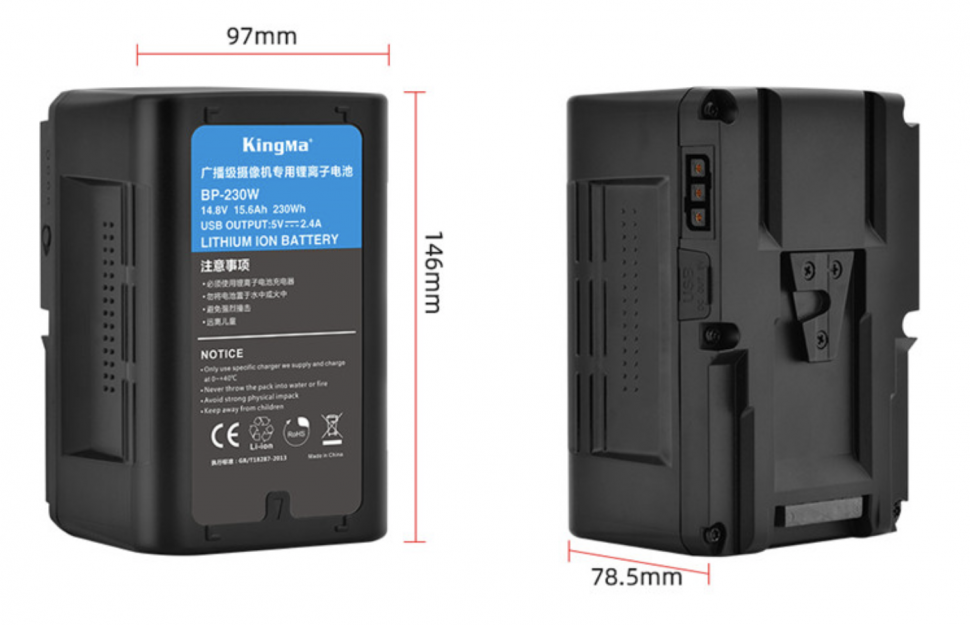 97mm
KingMa®
广播级摄像机专用锂离子电池
BP-230W
14.8V 15.6Ah 230Wh
USB OUTPUT:5V⎓2.4A
LITHIUM ION BATTERY
注意事项
•必须使用锂离子电池充电器
•勿将电池置于水中或火中
•避免强烈撞击
•远离儿童
NOTICE
•Only use specific charger we supply and charge
at 0~+40℃
•Never throw the pack into water or fire
•Avoid strong physical impack
•Keep away from children
CE
Li-ion
RoHS
执行标准：GB/T18287-2013
Made in China
7
146mm
USB
78.5mm